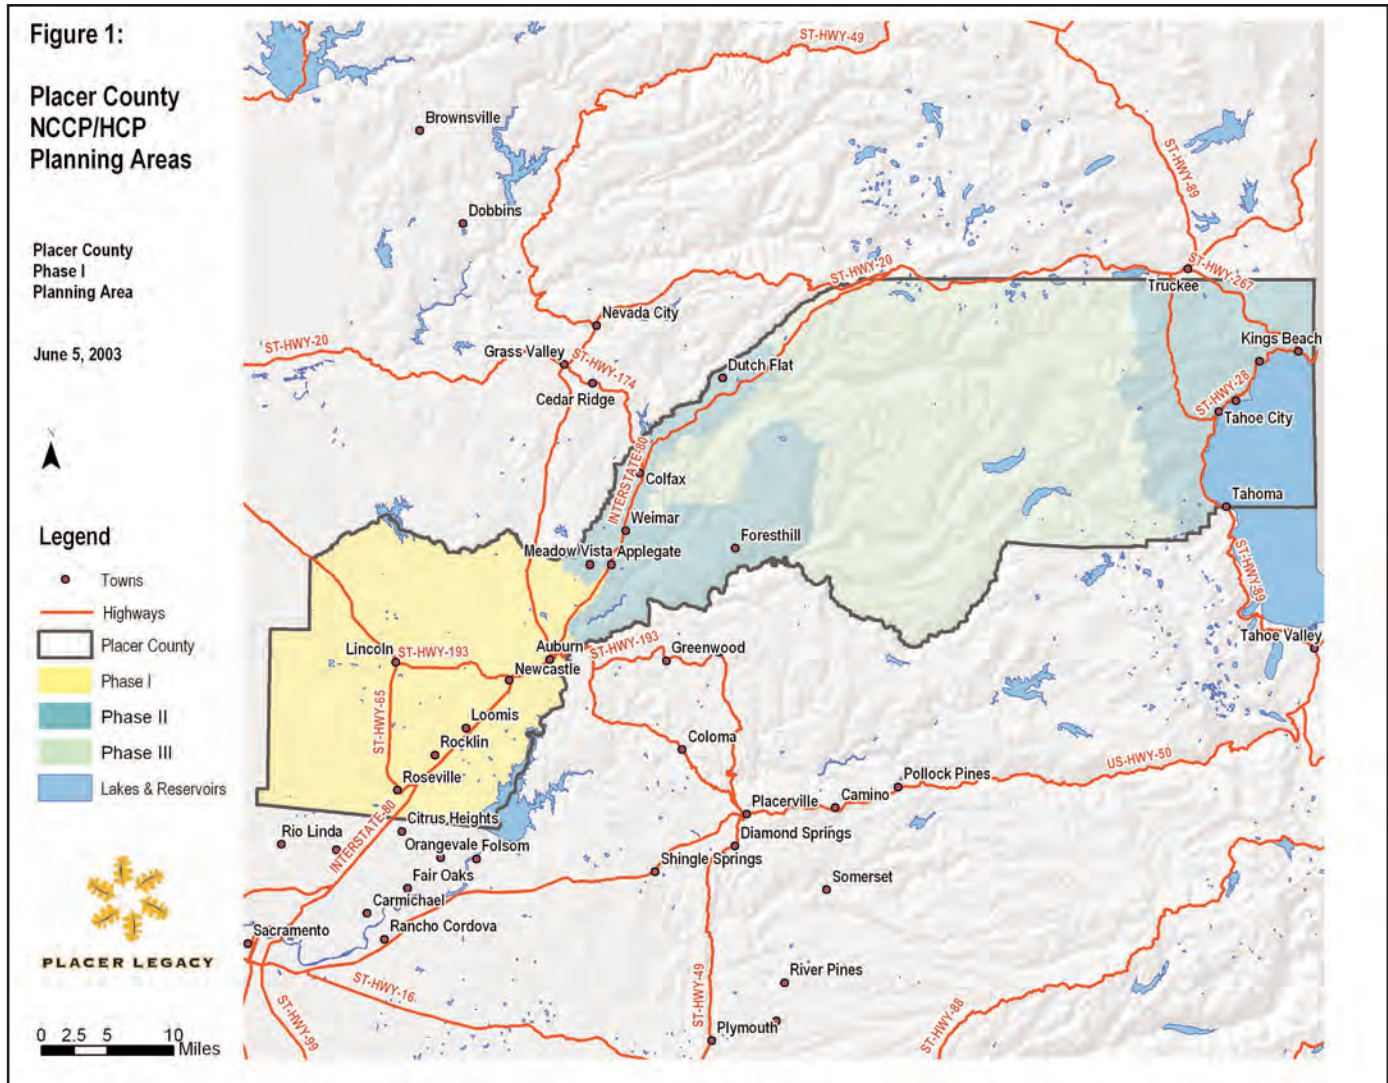 Figure 1:
Placer County
NCCP/HCP
Planning Areas
Placer County
Phase I
Planning Area
June 5, 2003
N
Legend
Towns
Highways
Placer County
Phase I
Phase II
Phase III
Lakes & Reservoirs
PLACER LEGACY
0 2.5 5 10
Miles
ST-HWY-49
Brownsville
ST-HWY-89
Dobbins
ST-HWY-20
ST-HWY-267
Truckee
Nevada City
Kings Beach
ST-HWY-20
Grass Valley
ST-HWY-174
Dutch Flat
Cedar Ridge
ST-HWY-28
Tahoe City
INTERSTATE-80
Colfax
Tahoma
Weimar
Foresthill
Meadow Vista
Applegate
ST-HWY-89
Tahoe Valley
Auburn
ST-HWY-193
Lincoln
ST-HWY-193
Greenwood
Newcastle
ST-HWY-65
Loomis
Coloma
Rocklin
US-HWY-50
Roseville
Pollock Pines
Camino
Placerville
INTERSTATE-80
Citrus Heights
Rio Linda
Diamond Springs
Orangevale
Folsom
Shingle Springs
Fair Oaks
Somerset
Carmichael
Sacramento
Rancho Cordova
ST-HWY-16
River Pines
ST-HWY-49
ST-HWY-88
ST-HWY-99
Plymouth